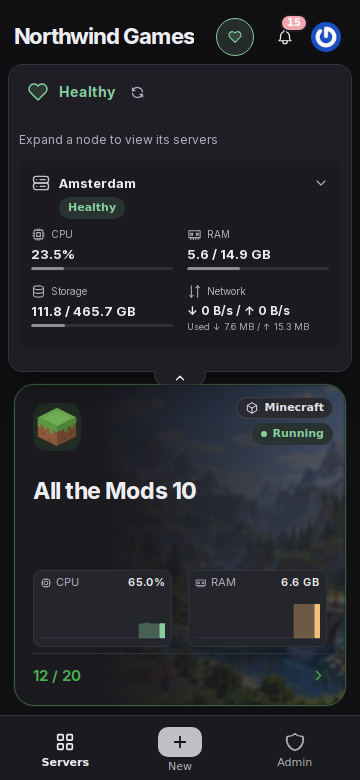 Northwind Games
15
Healthy
Expand a node to view its servers
Amsterdam
Healthy
CPU
RAM
23.5%
5.6 / 14.9 GB
Storage
Network
111.8 / 465.7 GB
↓ 0 B/s / ↑ 0 B/s
Used ↓ 7.6 MB / ↑ 15.3 MB
Minecraft
Running
All the Mods 10
CPU
65.0%
RAM
6.6 GB
12 / 20
Servers
New
Admin